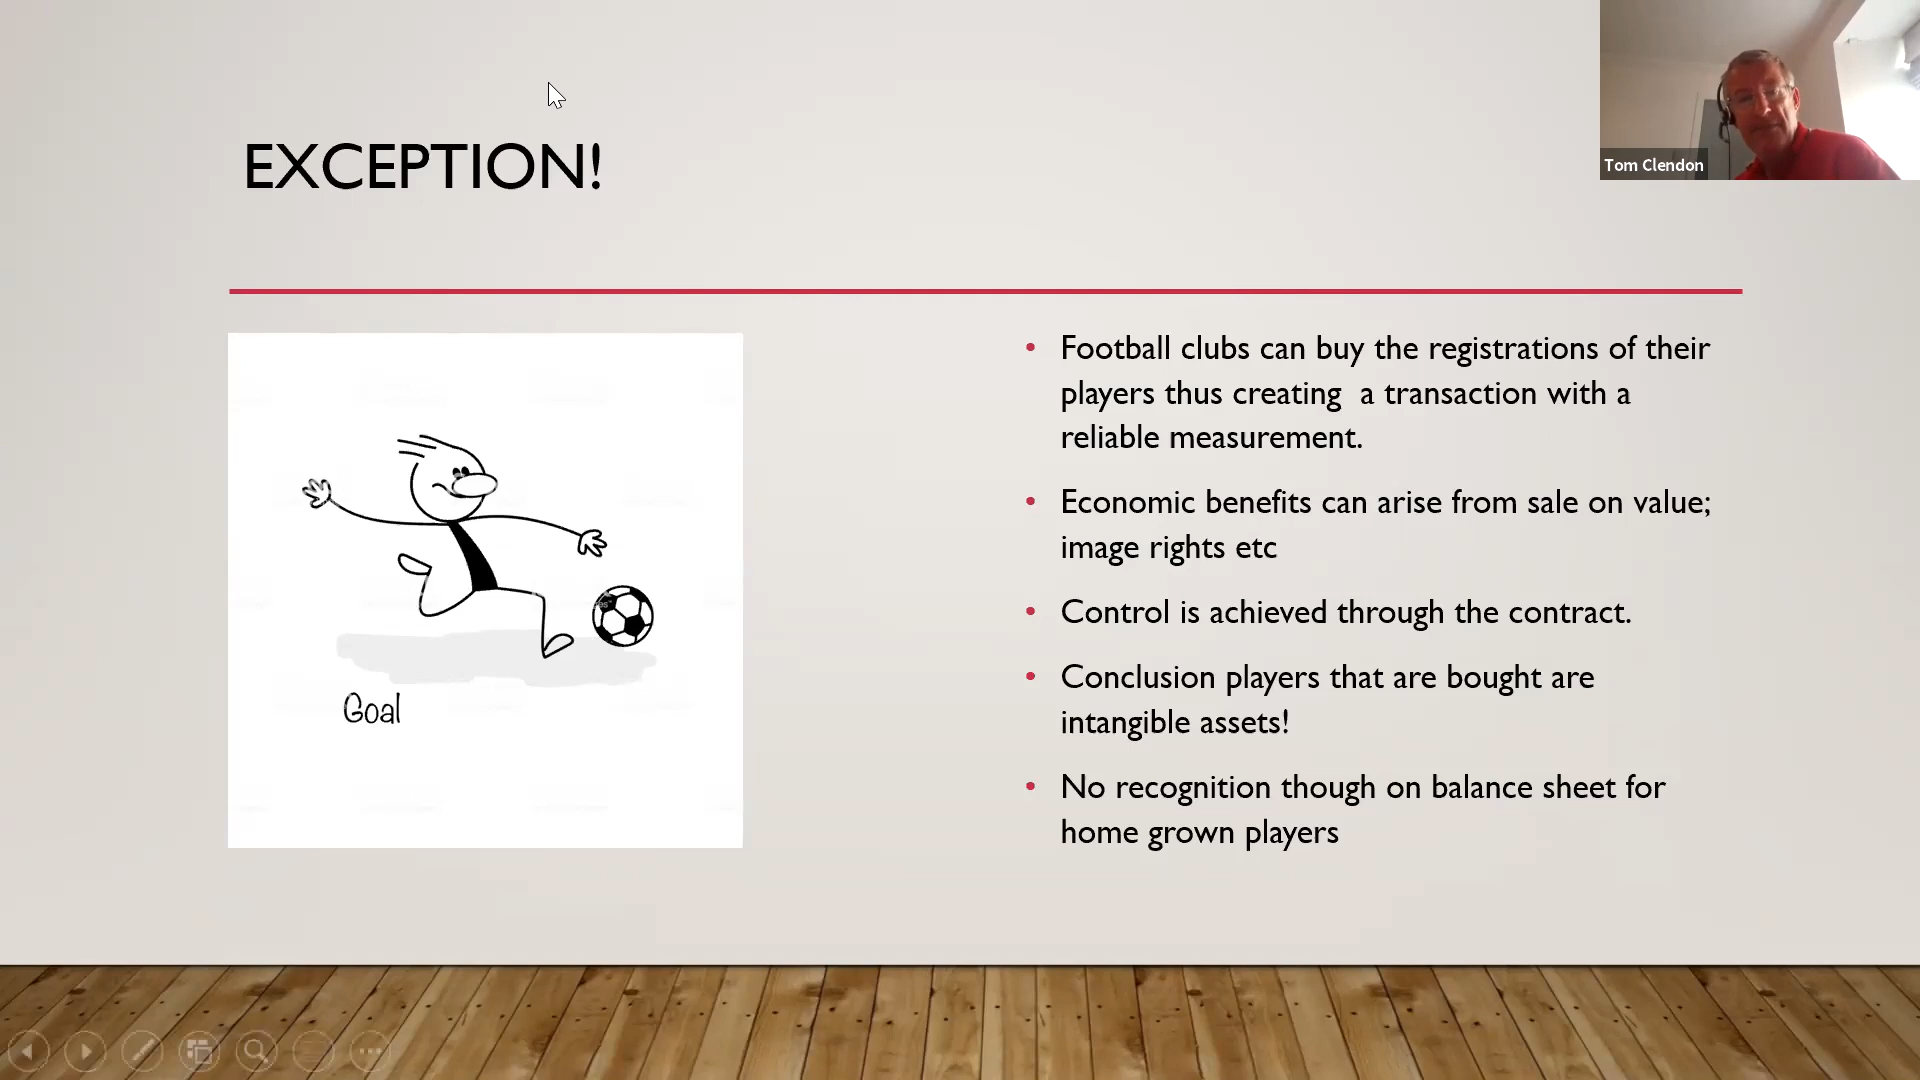 EXCEPTION!
Tom Clendon
Football clubs can buy the registrations of their
players thus creating  a transaction with a
reliable measurement.
Economic benefits can arise from sale on value;
image rights etc
Control is achieved through the contract.
Conclusion players that are bought are
intangible assets!
No recognition though on balance sheet for
home grown players
Goal